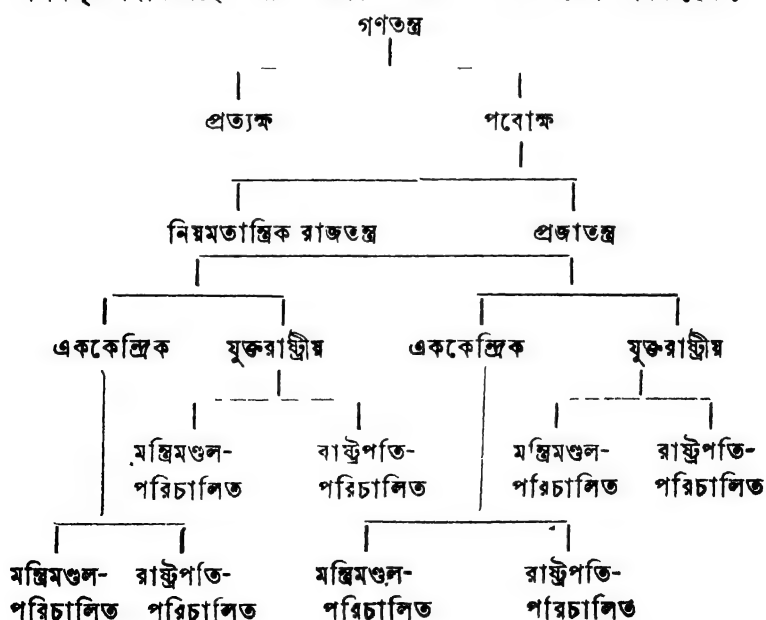 গণতন্ত্র
প্রত্যক্ষ পবোক্ষ
নিয়মতান্ত্রিক রাজতন্ত্র প্রজাতন্ত্র
এককেন্দ্রিক যুক্তরাষ্ট্রীয় এককেন্দ্রিক যুক্তরাষ্ট্রীয়
মন্ত্রিমণ্ডল- বাষ্ট্রপতি- মন্ত্রিমণ্ডল- রাষ্ট্রপতি-
পরিচালিত পরিচালিত পরিচালিত পরিচালিত
মন্ত্রিমণ্ডল- রাষ্ট্রপতি- মন্ত্রিমণ্ডল- রাষ্ট্রপতি-
পরিচালিত পরিচালিত পরিচালিত পরিচালিত